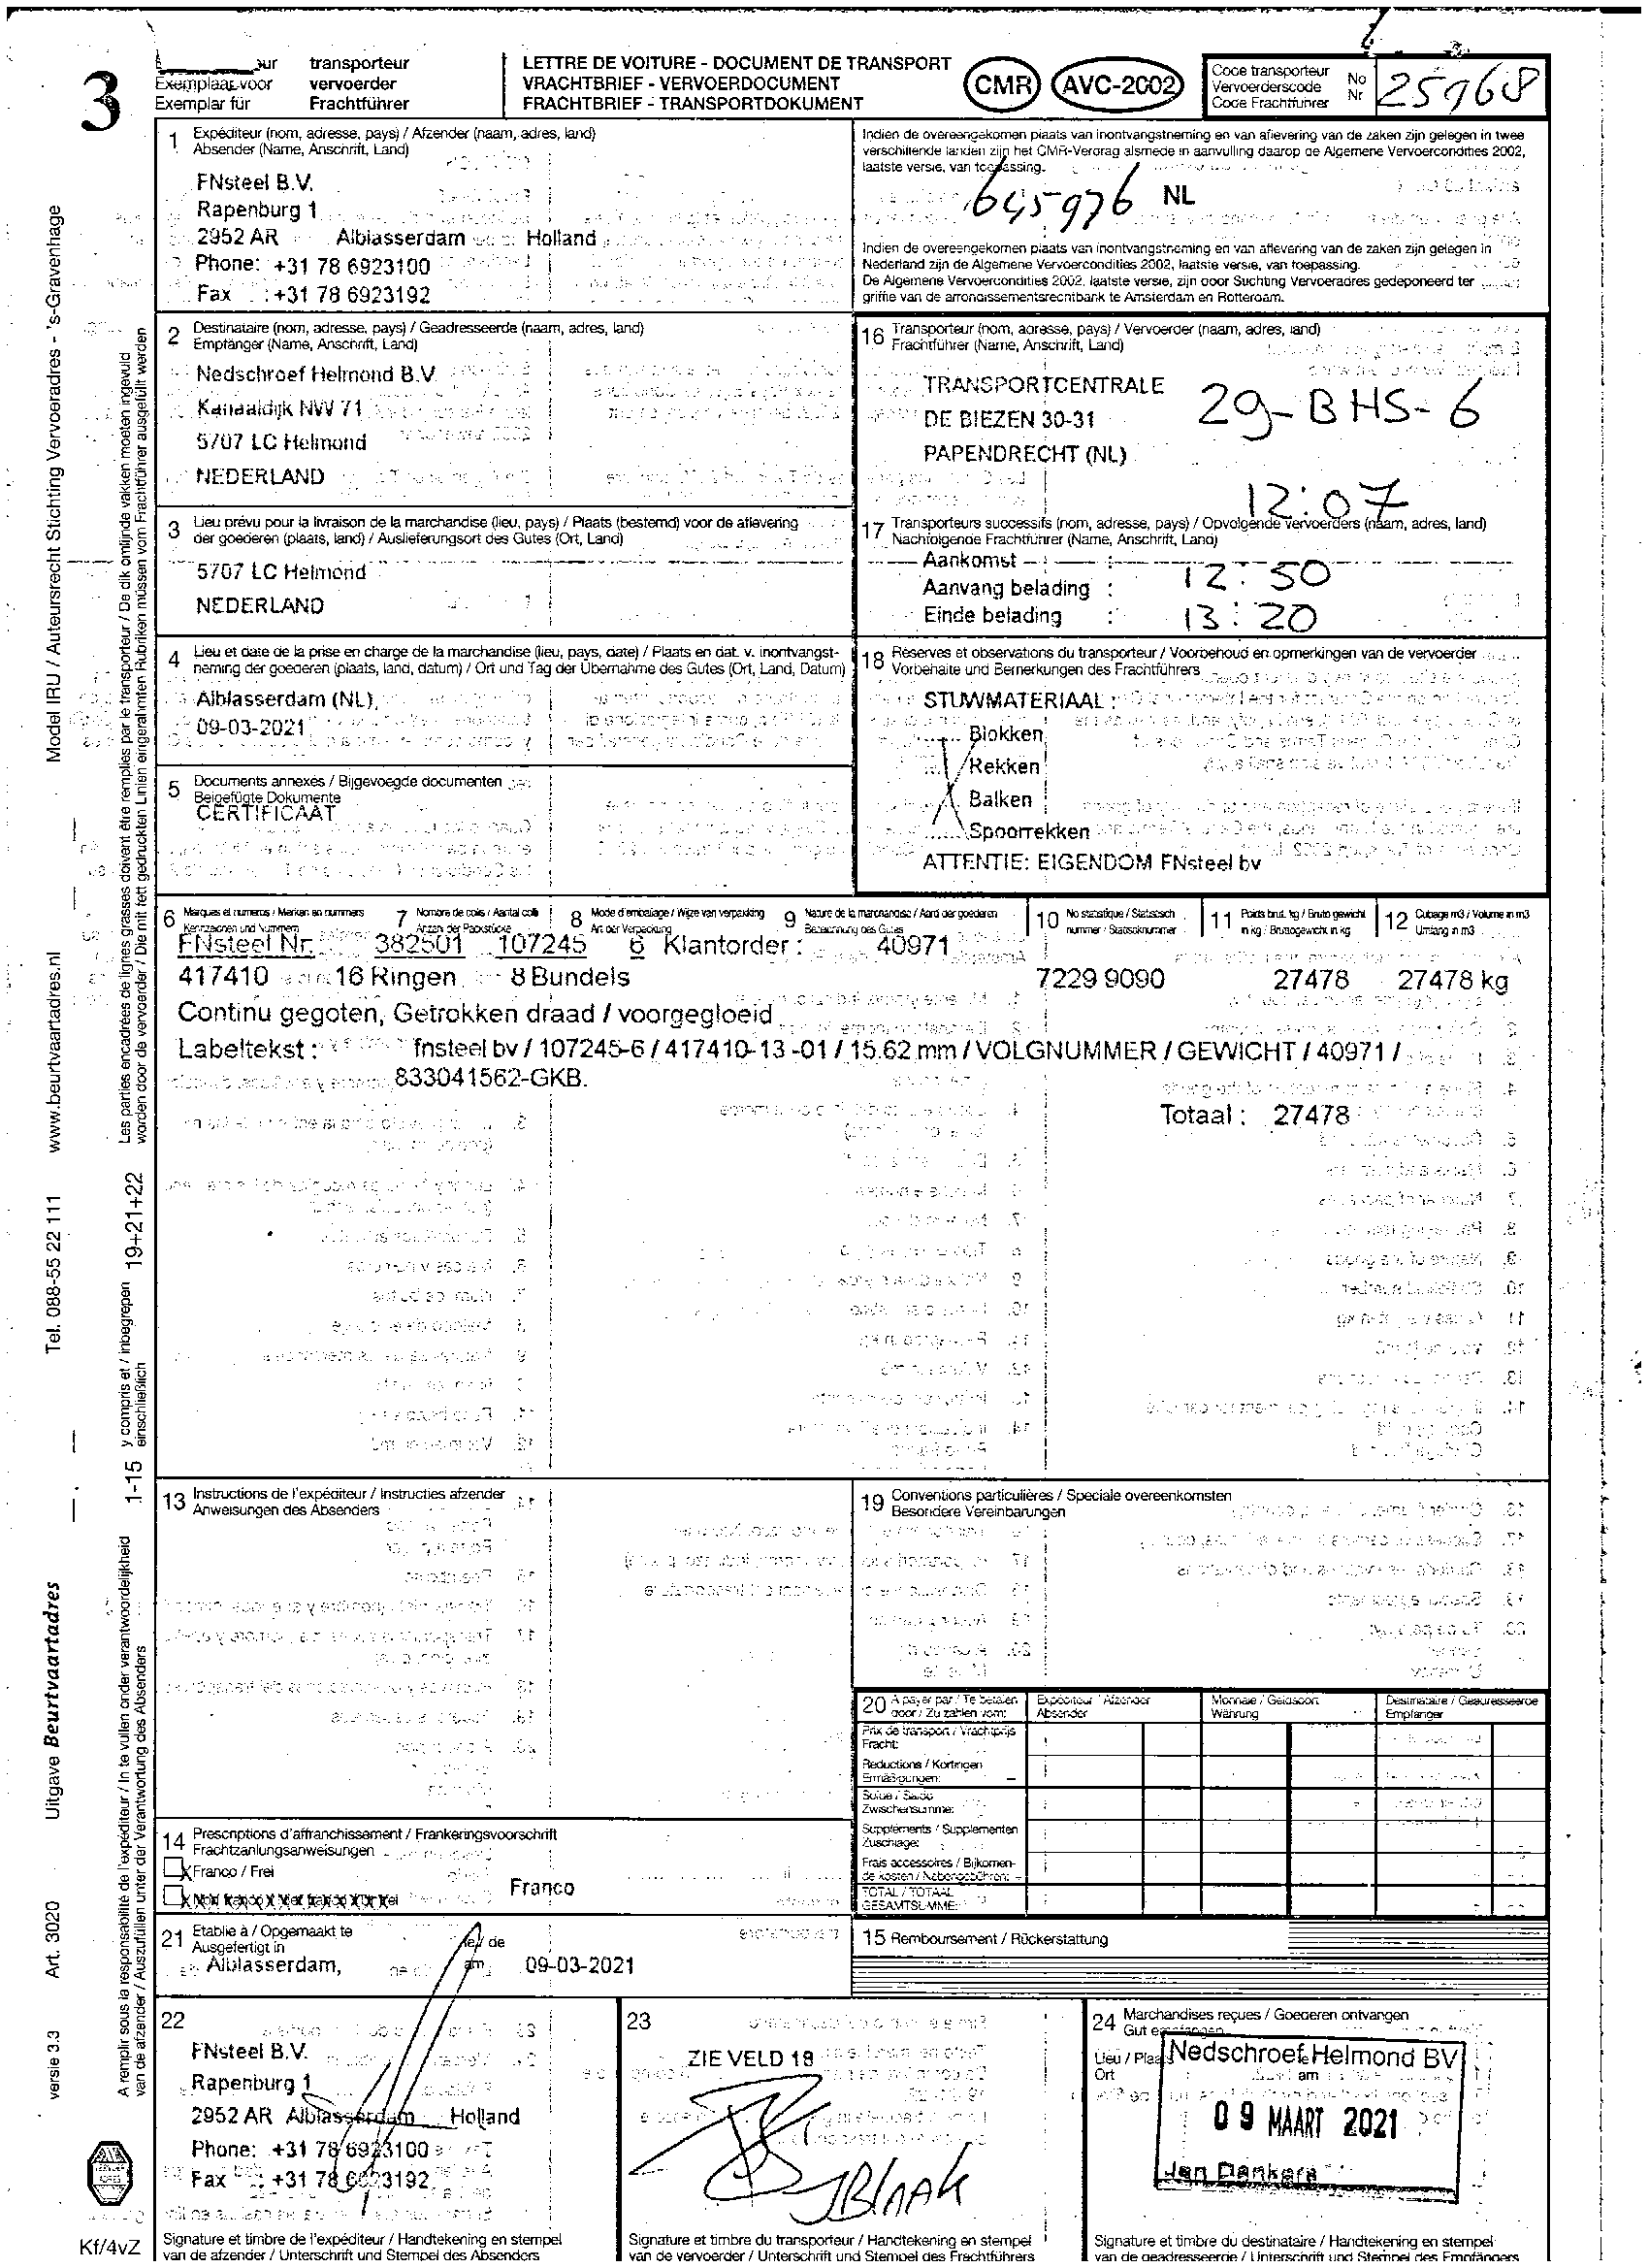 3
Exemplaar voor
Exemplar für
transporteur
vervoerder
Frachtführer
LETTRE DE VOITURE - DOCUMENT DE TRANSPORT
VRACHTBRIEF - VERVOERDOCUMENT
FRACHTBRIEF - TRANSPORTDOKUMENT
CMR
AVC-2002
Code transporteur
Vervoerderscode
Code Frachtführer
No
Nr
25968
1 Expéditeur (nom, adresse, pays) / Afzender (naam, adres, land)
Absender (Name, Anschrift, Land)
FNsteel B.V.
Rapenburg 1
2952 AR Alblasserdam Holland
Phone: +31 78 6923100
Fax : +31 78 6923192
Indien de overeengekomen plaats van inontvangstneming en van aflevering van de zaken zijn gelegen in twee
verschillende landen zijn het CMR-Verdrag alsmede in aanvulling daarop de Algemene Vervoercondities 2002,
laatste versie, van toepassing.
645976 NL
Indien de overeengekomen plaats van inontvangstneming en van aflevering van de zaken zijn gelegen in
Nederland zijn de Algemene Vervoercondities 2002, laatste versie, van toepassing.
De Algemene Vervoercondities 2002, laatste versie, zijn door Stichting Vervoeradres gedeponeerd ter
griffie van de arrondissementsrechtbank te Amsterdam en Rotterdam.
2 Destinataire (nom, adresse, pays) / Geadresseerde (naam, adres, land)
Empfänger (Name, Anschrift, Land)
Nedschroef Helmond B.V.
Kanaaldijk NW 71
5707 LC Helmond
NEDERLAND
16 Transporteur (nom, adresse, pays) / Vervoerder (naam, adres, land)
Frachtführer (Name, Anschrift, Land)
TRANSPORTCENTRALE
DE BIEZEN 30-31
PAPENDRECHT (NL)
29-BHS-6
12:07
3 Lieu prévu pour la livraison de la marchandise (lieu, pays) / Plaats (bestemd) voor de aflevering
der goederen (plaats, land) / Auslieferungsort des Gutes (Ort, Land)
5707 LC Helmond
NEDERLAND
17 Transporteurs successifs (nom, adresse, pays) / Opvolgende vervoerders (naam, adres, land)
Nachfolgende Frachtführer (Name, Anschrift, Land)
Aankomst :
Aanvang belading : 12:50
Einde belading : 13:20
4 Lieu et date de la prise en charge de la marchandise (lieu, pays, date) / Plaats en dat. v. inontvangst-
neming der goederen (plaats, land, datum) / Ort und Tag der Übernahme des Gutes (Ort, Land, Datum)
Alblasserdam (NL),
09-03-2021
18 Réserves et observations du transporteur / Voorbehoud en opmerkingen van de vervoerder
Vorbehalte und Bemerkungen des Frachtführers
STUWMATERIAAL :
Blokken
Rekken
Balken
Spoorrekken
ATTENTIE: EIGENDOM FNsteel bv
5 Documents annexés / Bijgevoegde documenten
Beigefügte Dokumente
CERTIFICAAT
6 Marques et numéros / Merken en nummers
Kennzeichen und Nummern
7 Nombre de colis / Aantal colli
Anzahl der Packstücke
8 Mode d'emballage / Wijze van verpakking
Art der Verpackung
9 Nature de la marchandise / Aard der goederen
Bezeichnung des Gutes
10 No statistique / Statistisch
nummer / Statistiknummer
11 Poids brut, kg / Bruto gewicht
in kg / Bruttogewicht in kg
12 Cubage m3 / Volume in m3
Umfang in m3
FNsteel Nr. 382501 107245 6 Klantorder : 40971
417410 16 Ringen 8 Bundels 7229 9090 27478 27478 kg
Continu gegoten, Getrokken draad / voorgegloeid
Labeltekst : fnsteel bv / 107245-6 / 417410-13 -01 / 15.62 mm / VOLGNUMMER / GEWICHT / 40971 /
833041562-GKB.
Totaal : 27478
13 Instructions de l'expéditeur / Instructies afzender
Anweisungen des Absenders
19 Conventions particulières / Speciale overeenkomsten
Besondere Vereinbarungen
20 A payer par / Te betalen
door / Zu zahlen vom:
Expéditeur / Afzender
Absender
Monnaie / Geldsoort
Währung
Destinataire / Geadresseerde
Empfänger
Prix de transport / Vrachtprijs
Fracht:
Reductions / Kortingen
Ermäßigungen: -
Solde / Saldo
Zwischensumme:
Suppléments / Supplementen
Zuschläge:
Frais accessoires / Bijkomen-
de kosten / Nebengebühren:
TOTAL / TOTAAL
GESAMTSUMME:
14 Prescriptions d'affranchissement / Frankeringsvoorschrift
Frachtzahlungsanweisungen
X Franco / Frei
Franco
21 Etablie à / Opgemaakt te
Ausgefertigt in
Alblasserdam,
le / de
am
09-03-2021
15 Remboursement / Rückerstattung
22
FNsteel B.V.
Rapenburg 1
2952 AR Alblasserdam Holland
Phone: +31 78 6923100
Fax : +31 78 6923192
Signature et timbre de l'expéditeur / Handtekening en stempel
van de afzender / Unterschrift und Stempel des Absenders
23
ZIE VELD 18
JBlaak
Signature et timbre du transporteur / Handtekening en stempel
van de vervoerder / Unterschrift und Stempel des Frachtführers
24 Marchandises reçues / Goederen ontvangen
Gut empfangen
Lieu / Plaats
Ort
am
Nedschroef Helmond BV
09 MAART 2021
Jan Dankers
Signature et timbre du destinataire / Handtekening en stempel
van de geadresseerde / Unterschrift und Stempel des Empfängers
Model IRU / Auteursrecht Stichting Vervoeradres - 's-Gravenhage
www.beurtvaartadres.nl
Tel. 088-55 22 111
Uitgave Beurtvaartadres
Art. 3020
versie 3.3
Les parties encadrées de lignes grasses doivent être remplies par le transporteur / De dik omlijnde vakken moeten ingevuld
worden door de vervoerder / Die mit fett gedruckten Linien eingerahmten Rubriken müssen vom Frachtführer ausgefüllt werden
19+21+22
y compris et / inbegrepen
einschließlich
1-15
A remplir sous la responsabilité de l'expéditeur / In te vullen onder verantwoordelijkheid
van de afzender / Auszufüllen unter der Verantwortung des Absenders
Kf/4vZ